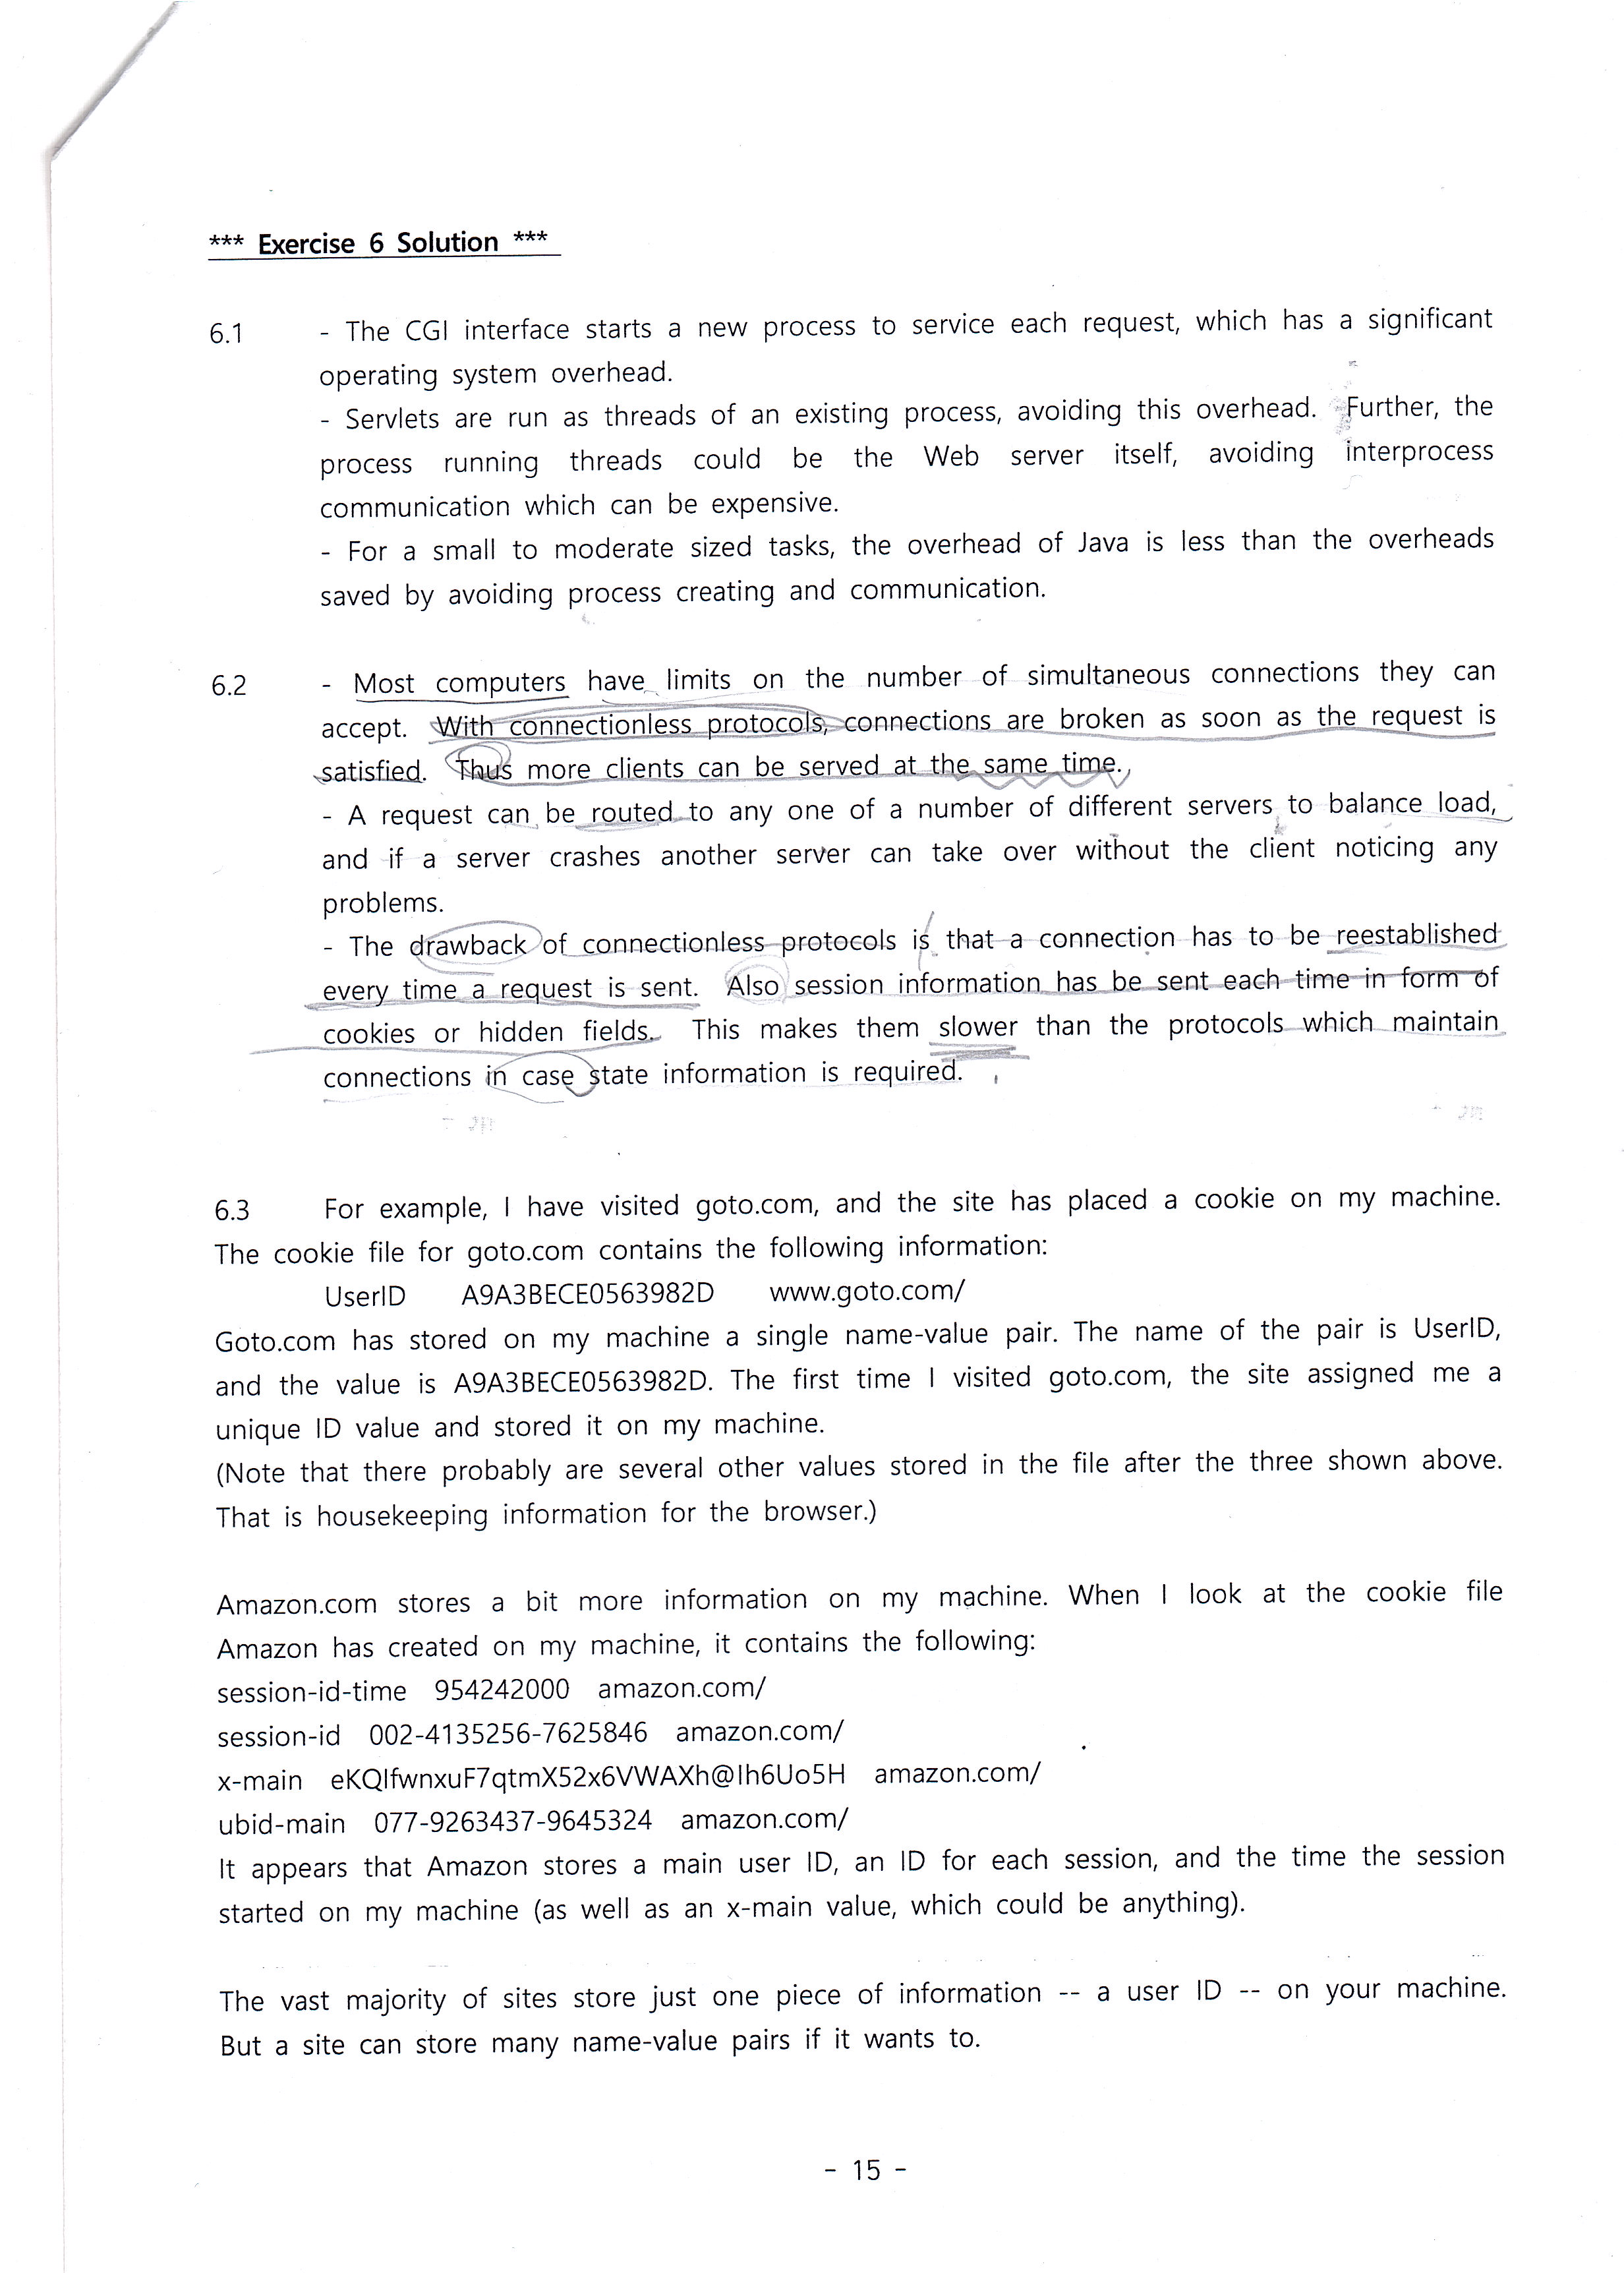 *** Exercise 6 Solution ***
6.1 - The CGI interface starts a new process to service each request, which has a significant
operating system overhead.
- Servlets are run as threads of an existing process, avoiding this overhead. Further, the
process running threads could be the Web server itself, avoiding interprocess
communication which can be expensive.
- For a small to moderate sized tasks, the overhead of Java is less than the overheads
saved by avoiding process creating and communication.
6.2 - Most computers have limits on the number of simultaneous connections they can
accept. With connectionless protocols, connections are broken as soon as the request is
satisfied. Thus more clients can be served at the same time.
- A request can be routed to any one of a number of different servers to balance load,
and if a server crashes another server can take over without the client noticing any
problems.
- The drawback of connectionless protocols is that a connection has to be reestablished
every time a request is sent. Also session information has be sent each time in form of
cookies or hidden fields. This makes them slower than the protocols which maintain
connections in case state information is required.
6.3 For example, I have visited goto.com, and the site has placed a cookie on my machine.
The cookie file for goto.com contains the following information:
UserID A9A3BECE0563982D www.goto.com/
Goto.com has stored on my machine a single name-value pair. The name of the pair is UserID,
and the value is A9A3BECE0563982D. The first time I visited goto.com, the site assigned me a
unique ID value and stored it on my machine.
(Note that there probably are several other values stored in the file after the three shown above.
That is housekeeping information for the browser.)
Amazon.com stores a bit more information on my machine. When I look at the cookie file
Amazon has created on my machine, it contains the following:
session-id-time 954242000 amazon.com/
session-id 002-4135256-7625846 amazon.com/
x-main eKQIfwnxuF7qtmX52x6VWAXh@Ih6Uo5H amazon.com/
ubid-main 077-9263437-9645324 amazon.com/
It appears that Amazon stores a main user ID, an ID for each session, and the time the session
started on my machine (as well as an x-main value, which could be anything).
The vast majority of sites store just one piece of information -- a user ID -- on your machine.
But a site can store many name-value pairs if it wants to.
- 15 -